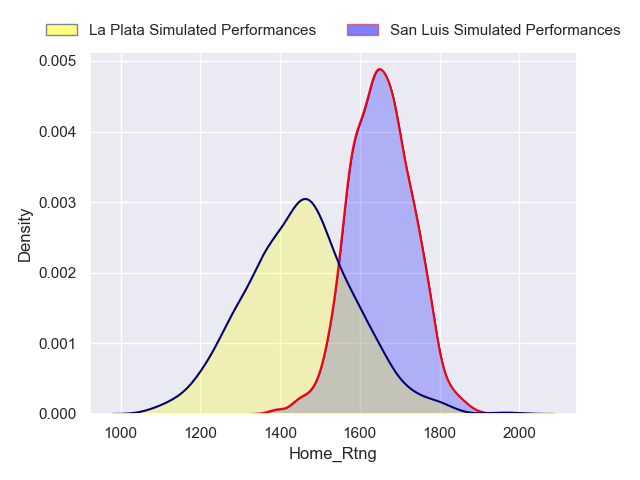 La Plata Simulated Performances San Luis Simulated Performances
0.005
0.004
0.003
0.002
0.001
0.000
Density
1000 1200 1400 1600 1800 2000
Home_Rtng